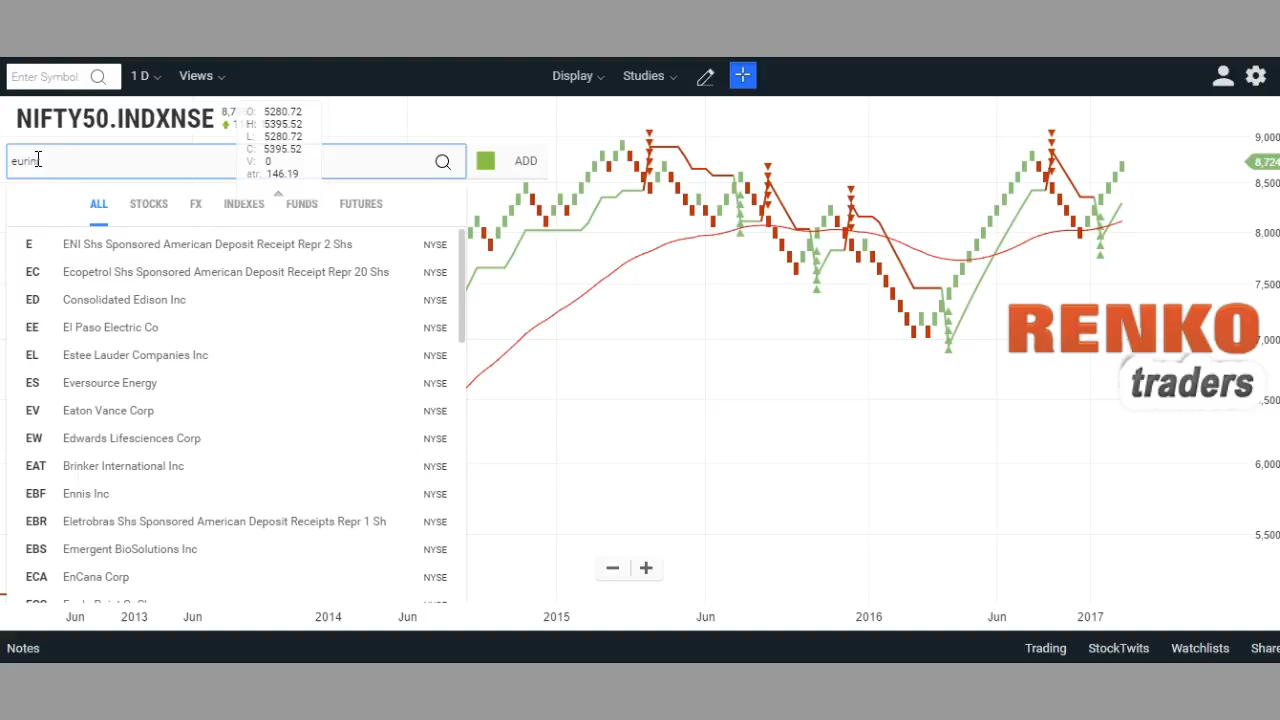 Enter Symbol
1 D
Views
Display
Studies
NIFTY50.INDXNSE
O: 5280.72
H: 5395.52
L: 5280.72
C: 5395.52
V: 0
atr: 146.19
ADD
ALL STOCKS FX INDEXES FUNDS FUTURES
E ENI Shs Sponsored American Deposit Receipt Repr 2 Shs NYSE
EC Ecopetrol Shs Sponsored American Deposit Receipt Repr 20 Shs NYSE
ED Consolidated Edison Inc NYSE
EE El Paso Electric Co NYSE
EL Estee Lauder Companies Inc NYSE
ES Eversource Energy NYSE
EV Eaton Vance Corp NYSE
EW Edwards Lifesciences Corp NYSE
EAT Brinker International Inc NYSE
EBF Ennis Inc NYSE
EBR Eletrobras Shs Sponsored American Deposit Receipts Repr 1 Sh NYSE
EBS Emergent BioSolutions Inc NYSE
ECA EnCana Corp NYSE
9,000
8,724
8,500
8,000
7,500
RENKO
traders
6,000
5,500
Jun 2013 Jun 2014 Jun 2015 Jun 2016 Jun 2017
Notes
Trading StockTwits Watchlists Share